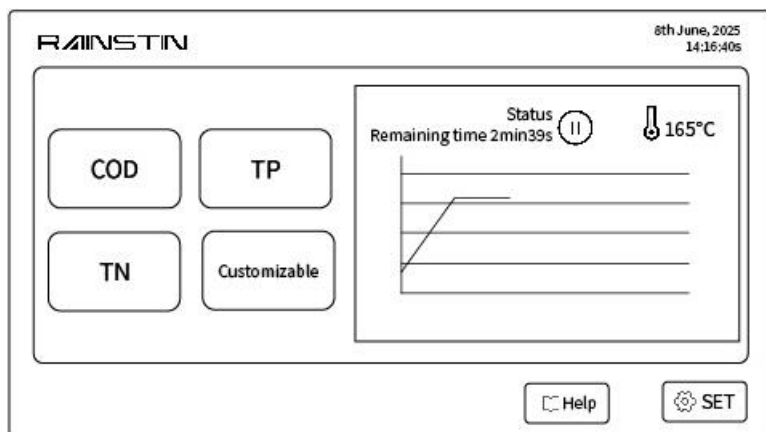 RAINSTIN
8th June, 2025
14:16:40s
COD
TP
TN
Customizable
Status
Remaining time 2min39s
165°C
Help
SET